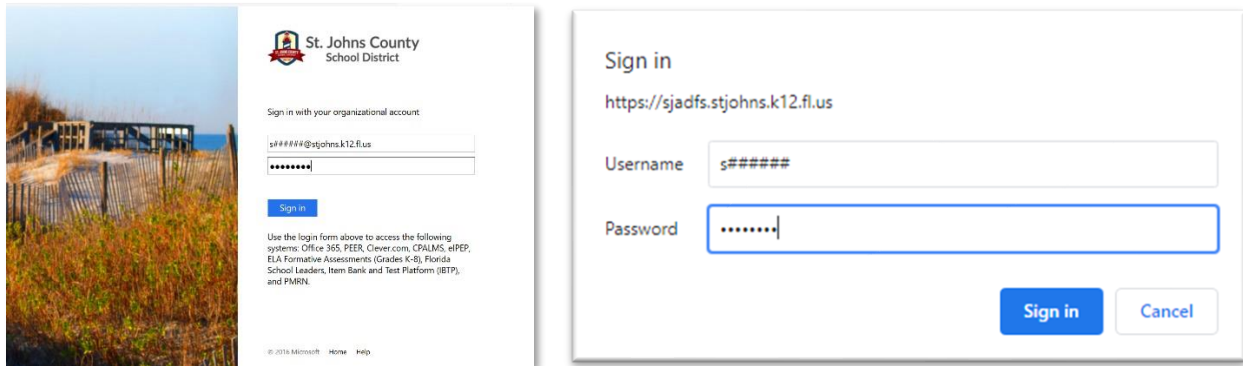 St. Johns County
School District
Sign in with your organizational account
s######@stjohns.k12.fl.us
••••••••
Sign in
Use the login form above to access the following
systems: Office 365, PEER, Clever.com, CPALMS, eIPEP,
ELA Formative Assessments (Grades K-8), Florida
School Leaders, Item Bank and Test Platform (IBTP),
and PMRN.
© 2016 Microsoft Home Help
Sign in
https://sjadfs.stjohns.k12.fl.us
Username s######
Password ••••••••
Sign in Cancel